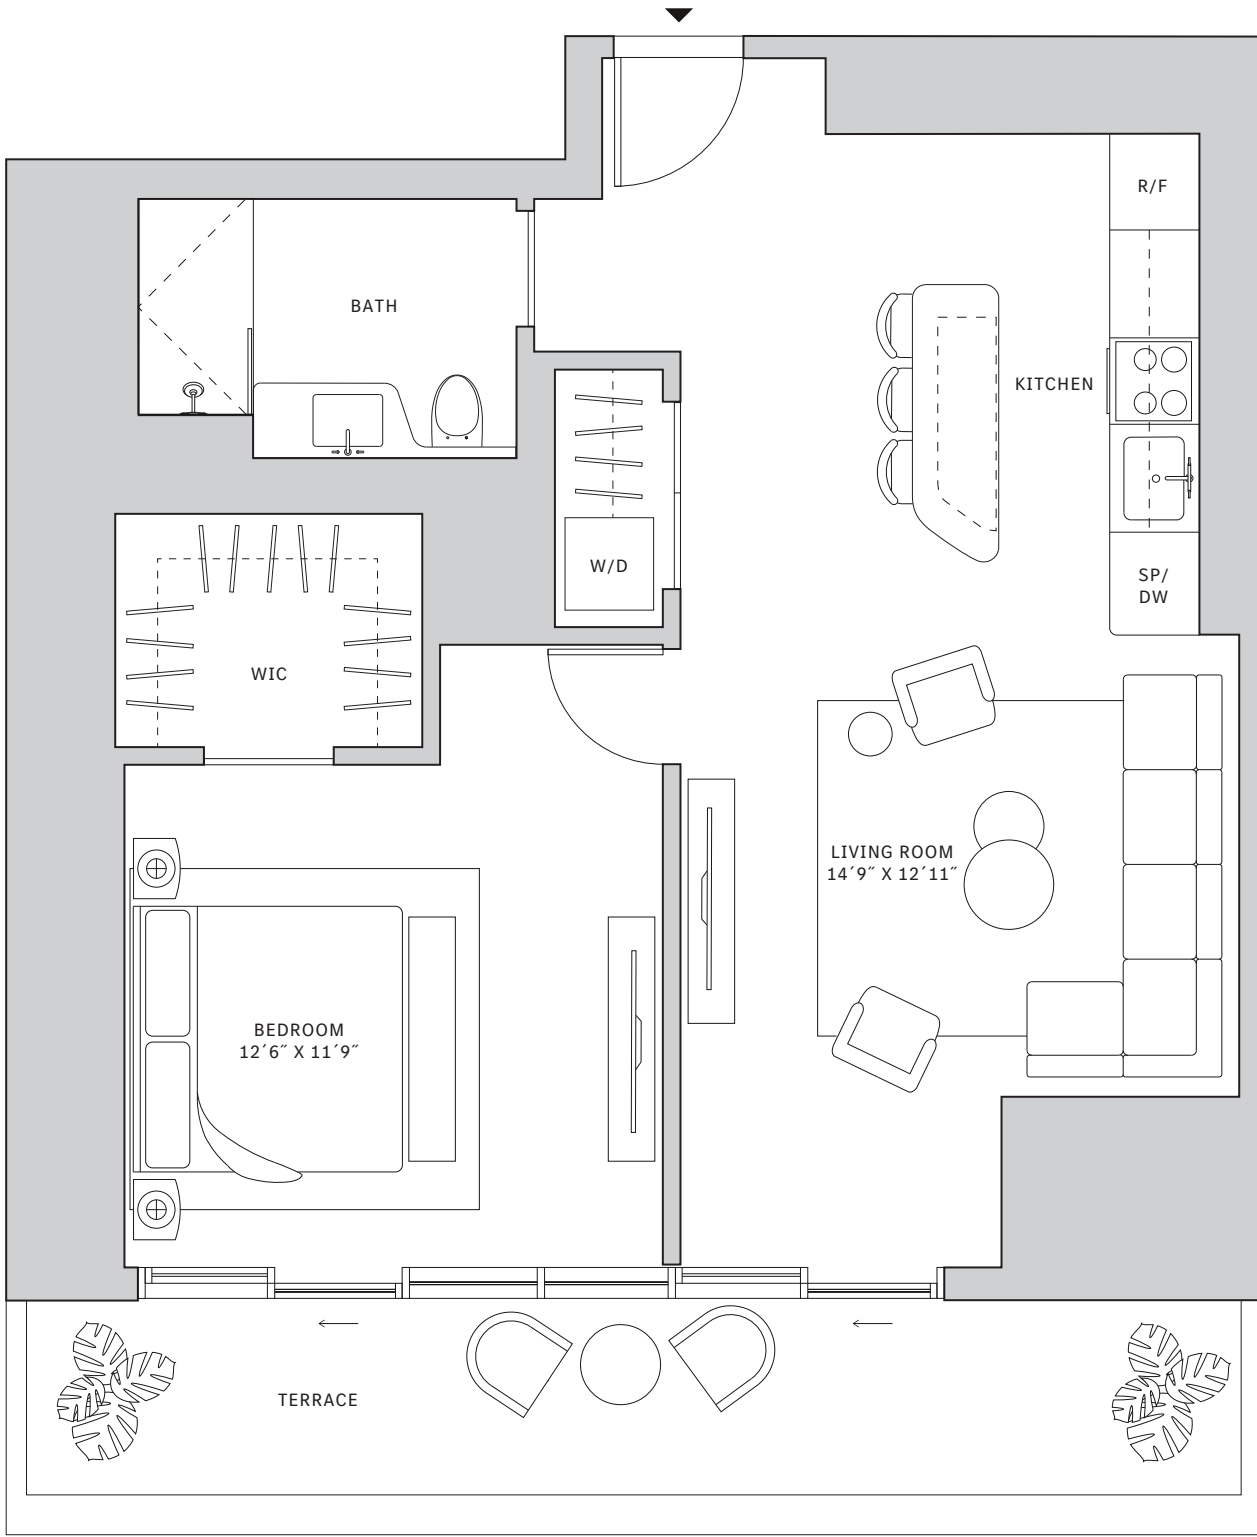 R/F
BATH
KITCHEN
W/D
SP/
DW
WIC
LIVING ROOM
14´9˝ X 12´11˝
BEDROOM
12´6˝ X 11´9˝
TERRACE